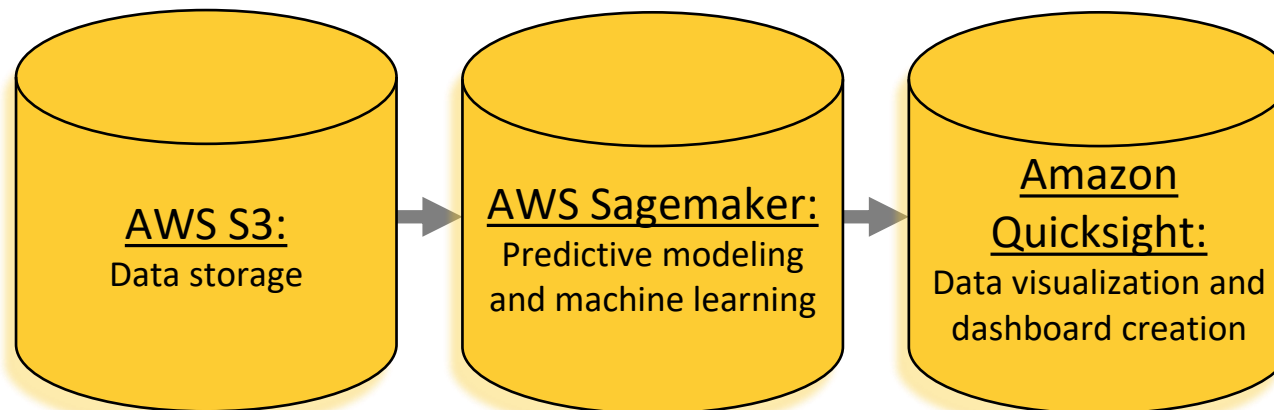 AWS S3:
Data storage
AWS Sagemaker:
Predictive modeling
and machine learning
Amazon
Quicksight:
Data visualization and
dashboard creation